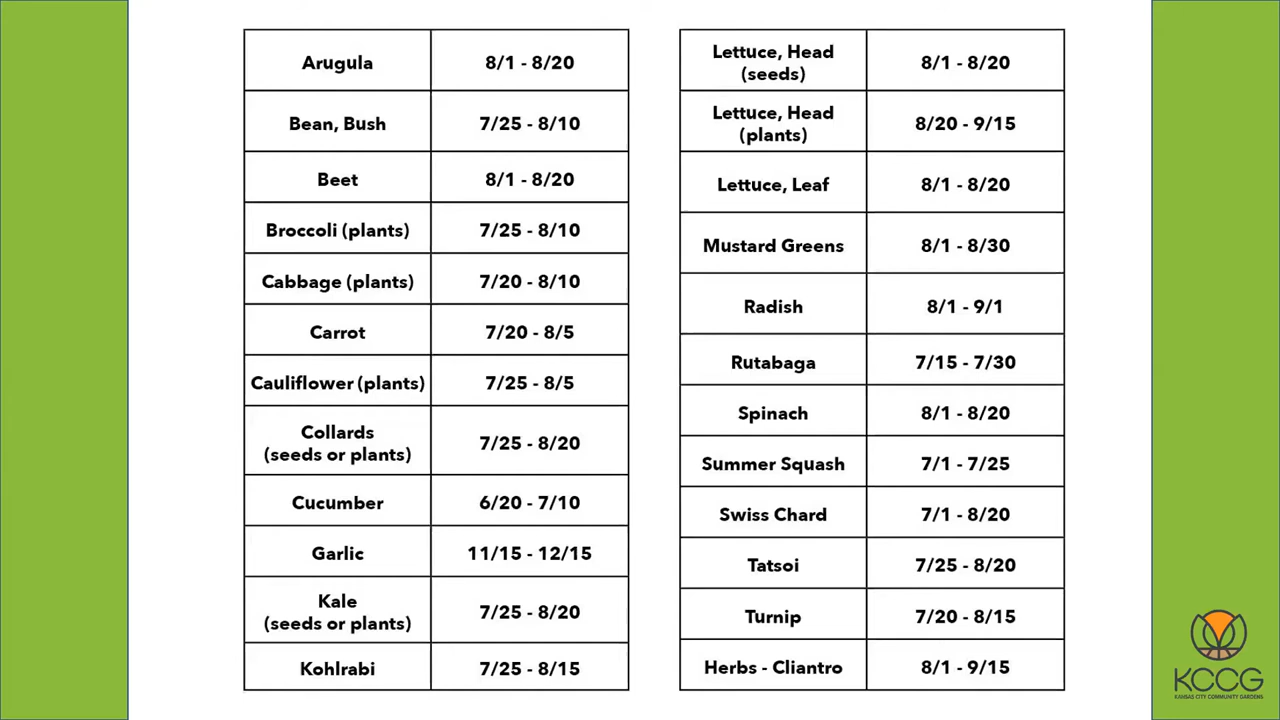 Arugula 8/1 - 8/20
Bean, Bush 7/25 - 8/10
Beet 8/1 - 8/20
Broccoli (plants) 7/25 - 8/10
Cabbage (plants) 7/20 - 8/10
Carrot 7/20 - 8/5
Cauliflower (plants) 7/25 - 8/5
Collards
(seeds or plants) 7/25 - 8/20
Cucumber 6/20 - 7/10
Garlic 11/15 - 12/15
Kale
(seeds or plants) 7/25 - 8/20
Kohlrabi 7/25 - 8/15
Lettuce, Head
(seeds) 8/1 - 8/20
Lettuce, Head
(plants) 8/20 - 9/15
Lettuce, Leaf 8/1 - 8/20
Mustard Greens 8/1 - 8/30
Radish 8/1 - 9/1
Rutabaga 7/15 - 7/30
Spinach 8/1 - 8/20
Summer Squash 7/1 - 7/25
Swiss Chard 7/1 - 8/20
Tatsoi 7/25 - 8/20
Turnip 7/20 - 8/15
Herbs - Cliantro 8/1 - 9/15
KCCG
KANSAS CITY COMMUNITY GARDENS